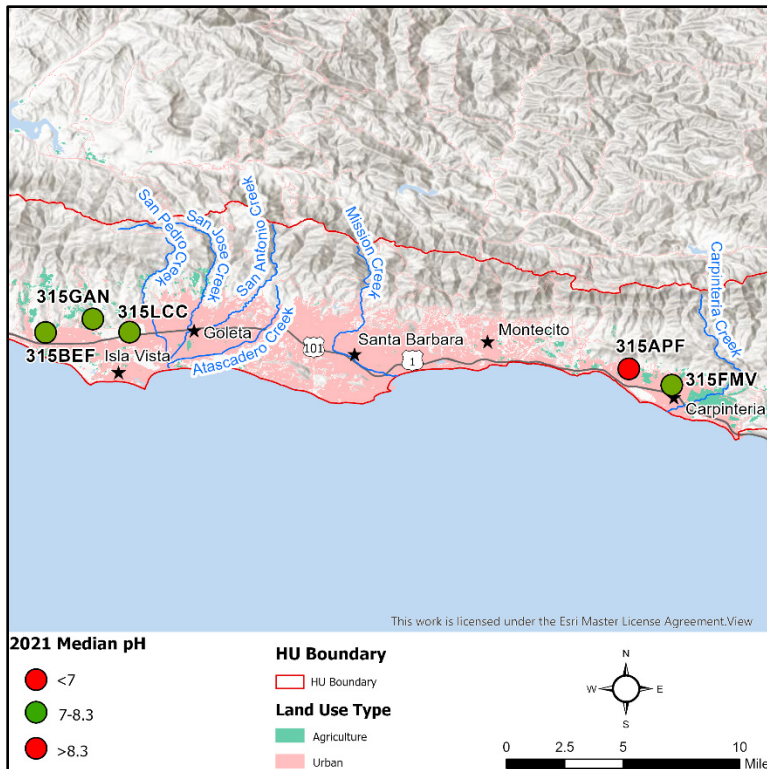 San Pedro
Creek
San Jose
Creek
San Antonio Creek
Mission Creek
Carpinteria Creek
315GAN
315LCC
315BEF
Isla Vista
Goleta
Atascadero Creek
101
Santa Barbara
1
Montecito
315APF
315FMV
Carpinteria
This work is licensed under the Esri Master License Agreement.View
2021 Median pH
<7
7-8.3
>8.3
HU Boundary
HU Boundary
Land Use Type
Agriculture
Urban
N
W E
S
0 2.5 5 10
Mile